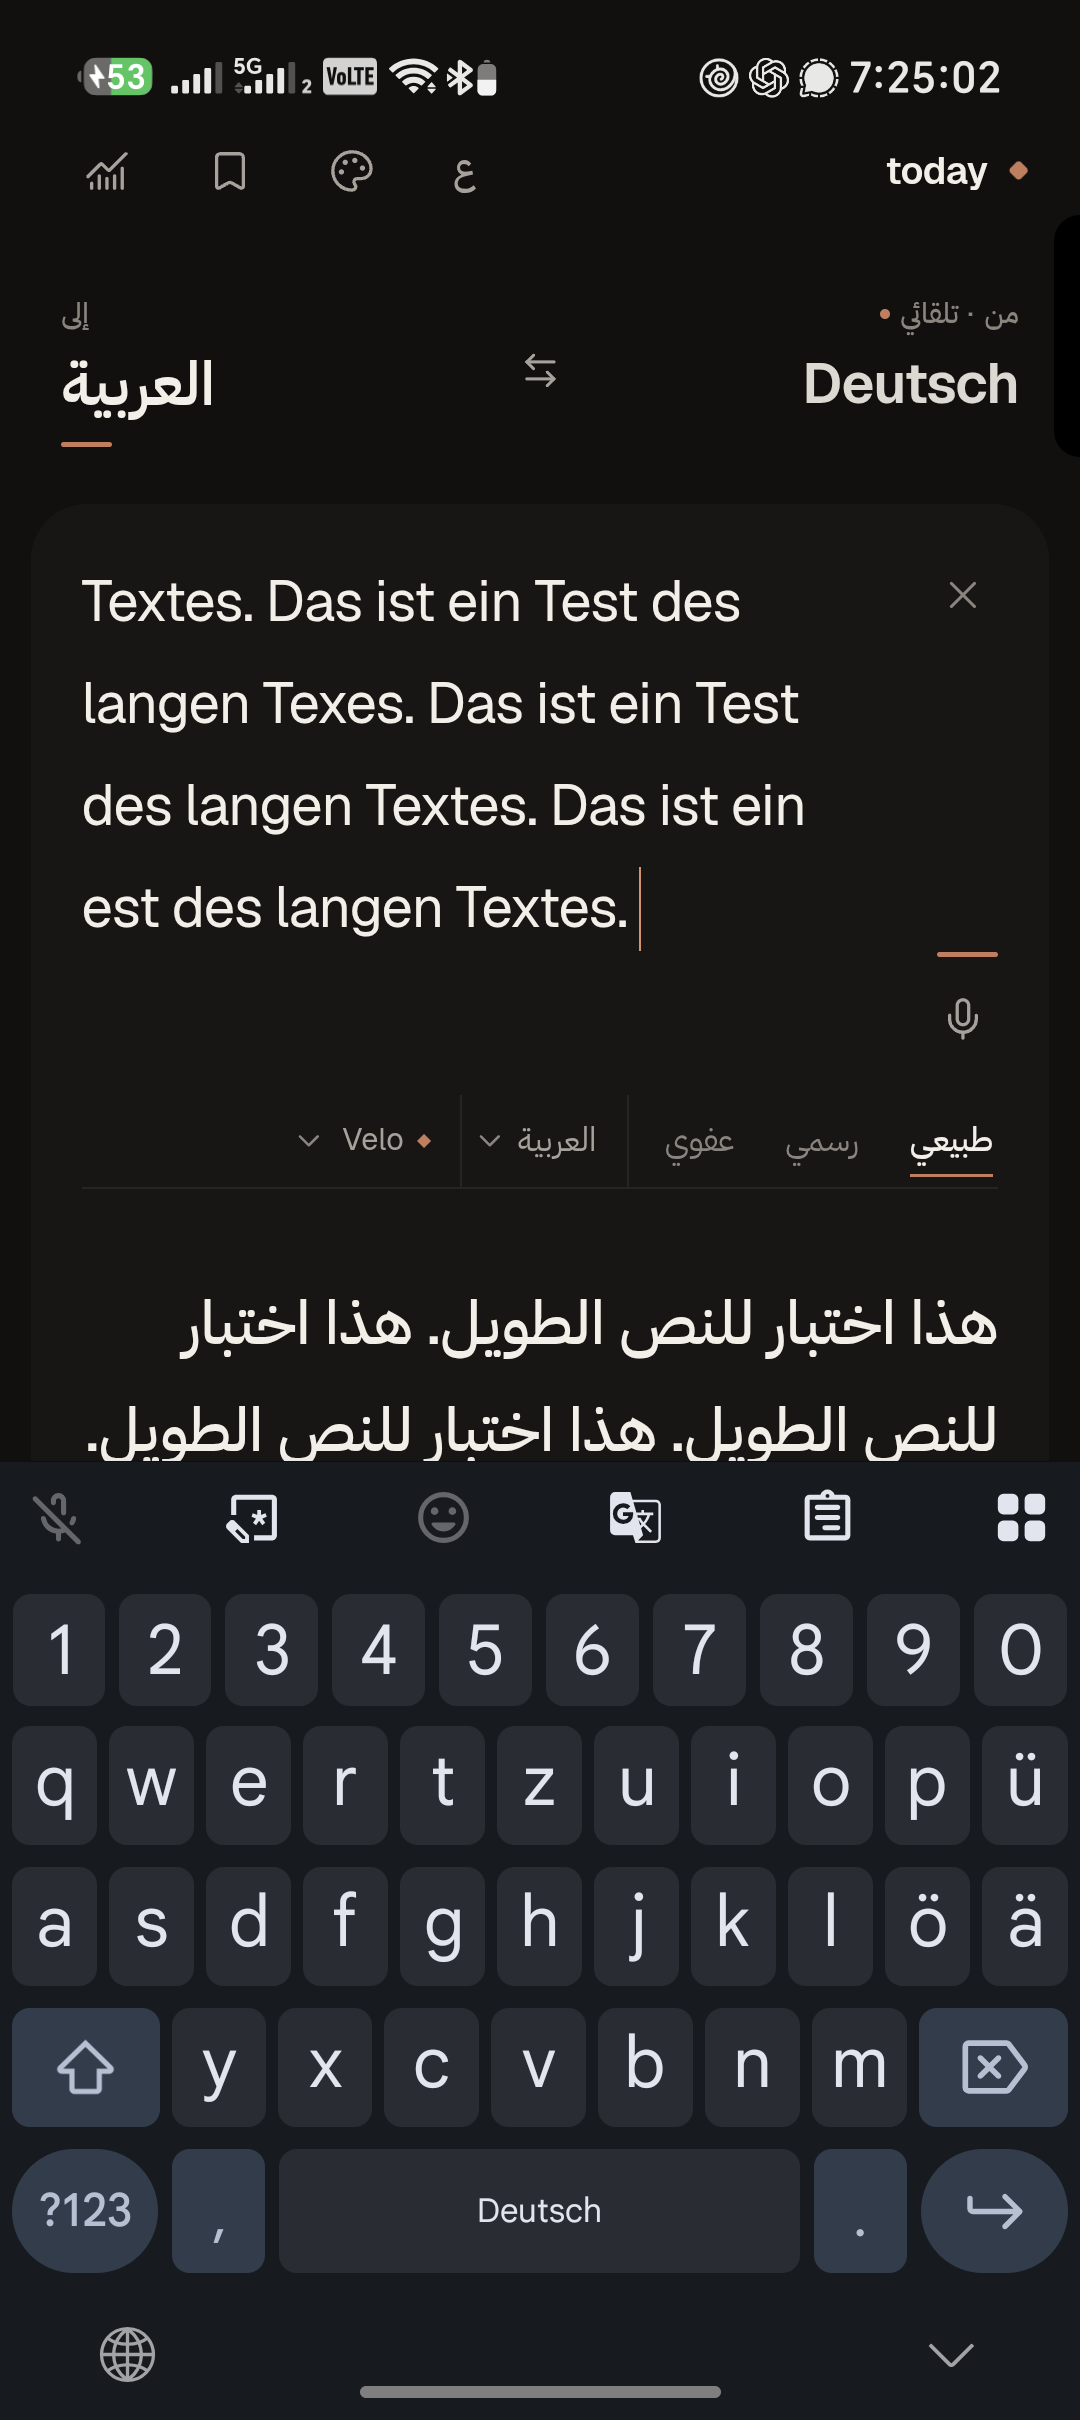 53 5G 2 VoLTE 7:25:02
ع today
من · تلقائي
إلى
Deutsch
العربية
Textes. Das ist ein Test des
langen Texes. Das ist ein Test
des langen Textes. Das ist ein
est des langen Textes.
طبيعي رسمي عفوي العربية Velo
هذا اختبار للنص الطويل. هذا اختبار
للنص الطويل. هذا اختبار للنص الطويل.
1 2 3 4 5 6 7 8 9 0
q w e r t z u i o p ü
a s d f g h j k l ö ä
y x c v b n m
?123 , Deutsch .